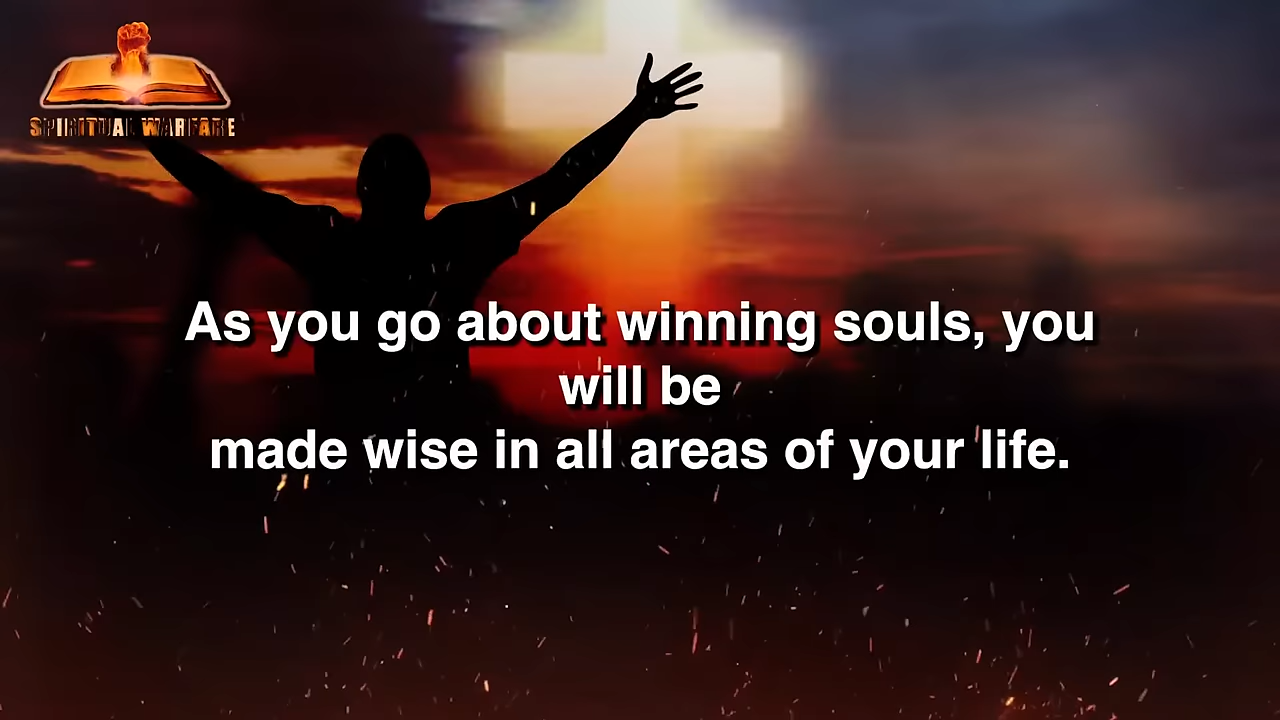 SPIRITUAL WARFARE
As you go about winning souls, you
will be
made wise in all areas of your life.